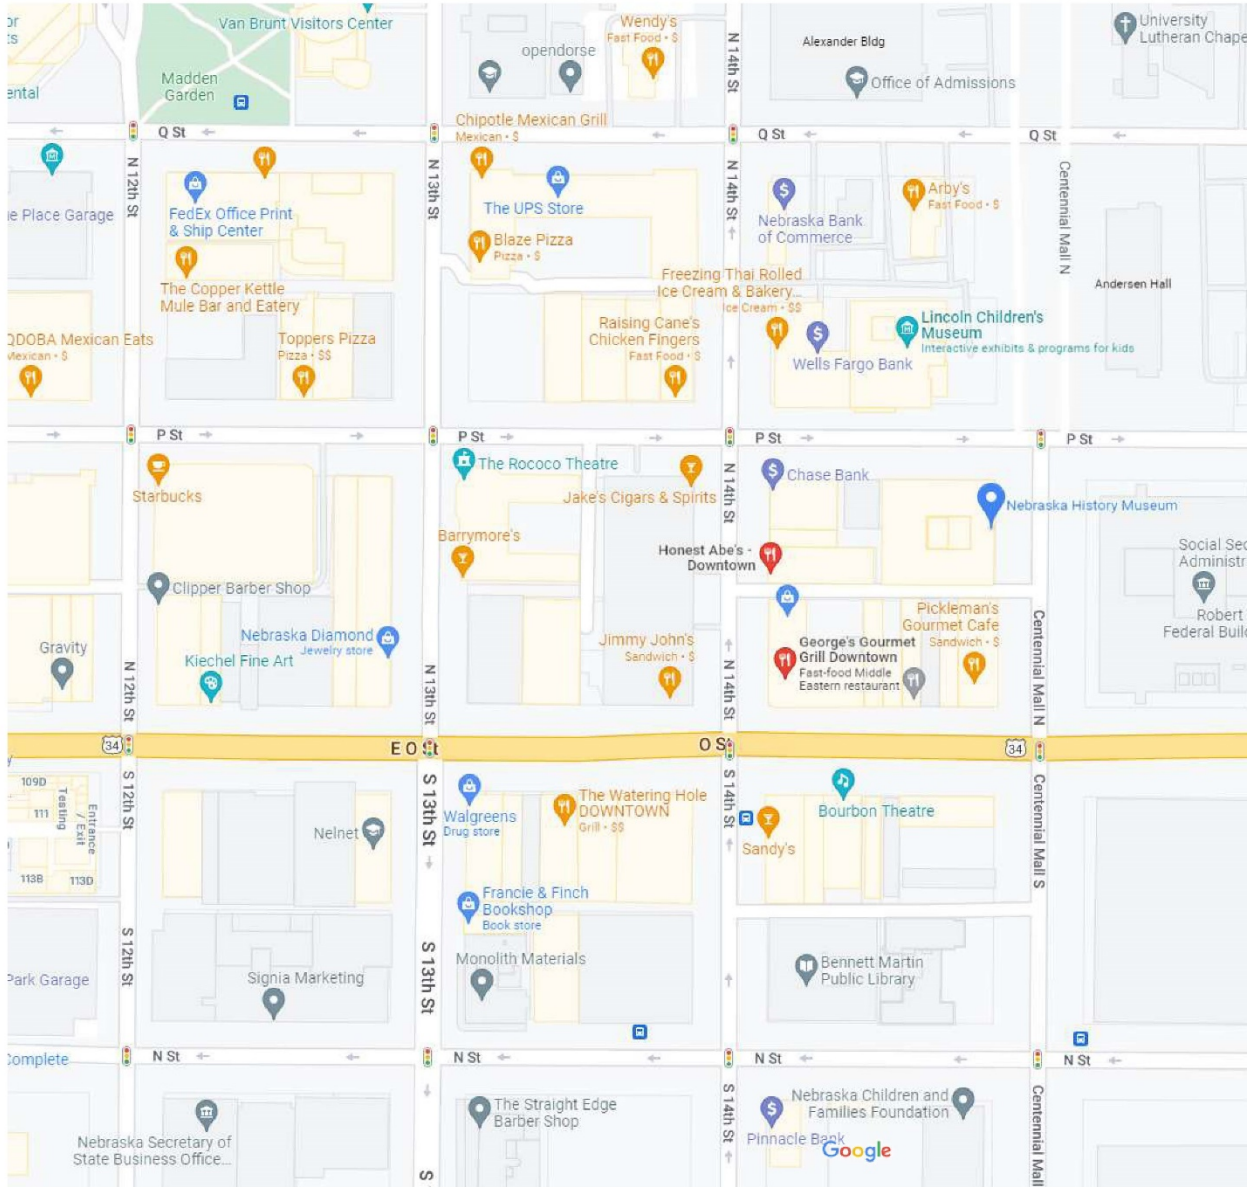 or
ts
ental
Van Brunt Visitors Center
Madden
Garden
opendorse
Wendy's
Fast Food • $
N 14th St
Alexander Bldg
Office of Admissions
University
Lutheran Chape
Q St
Q St
Q St
Chipotle Mexican Grill
Mexican • $
N 12th St
N 13th St
N 14th St
Centennial Mall N
e Place Garage
FedEx Office Print
& Ship Center
The UPS Store
Nebraska Bank
of Commerce
Arby's
Fast Food • $
Blaze Pizza
Pizza • $
The Copper Kettle
Mule Bar and Eatery
Freezing Thai Rolled
Ice Cream & Bakery...
Ice Cream • $$
Andersen Hall
QDOBA Mexican Eats
Mexican • $
Toppers Pizza
Pizza • $$
Raising Cane's
Chicken Fingers
Fast Food • $
Wells Fargo Bank
Lincoln Children's
Museum
Interactive exhibits & programs for kids
P St
P St
P St
P St
Starbucks
The Rococo Theatre
Jake's Cigars & Spirits
N 14th St
Chase Bank
Nebraska History Museum
Barrymore's
Honest Abe's -
Downtown
Social Sec
Administr
Clipper Barber Shop
Robert
Federal Buil
Gravity
Nebraska Diamond
Jewelry store
Kiechel Fine Art
Jimmy John's
Sandwich • $
George's Gourmet
Grill Downtown
Fast-food Middle
Eastern restaurant
Pickleman's
Gourmet Cafe
Sandwich • $
N 12th St
N 13th St
N 14th St
Centennial Mall N
34
E O St
O St
34
109D
111
Testing
Entrance
/ Exit
113B
113D
S 12th St
Nelnet
S 13th St
Walgreens
Drug store
The Watering Hole
DOWNTOWN
Grill • $$
S 14th St
Sandy's
Bourbon Theatre
Centennial Mall S
Francie & Finch
Bookshop
Book store
Park Garage
S 12th St
Signia Marketing
S 13th St
Monolith Materials
Bennett Martin
Public Library
Complete
N St
N St
N St
N St
Nebraska Secretary of
State Business Office...
The Straight Edge
Barber Shop
S 14th St
Pinnacle Bank
Nebraska Children and
Families Foundation
Centennial Mall
S
Google